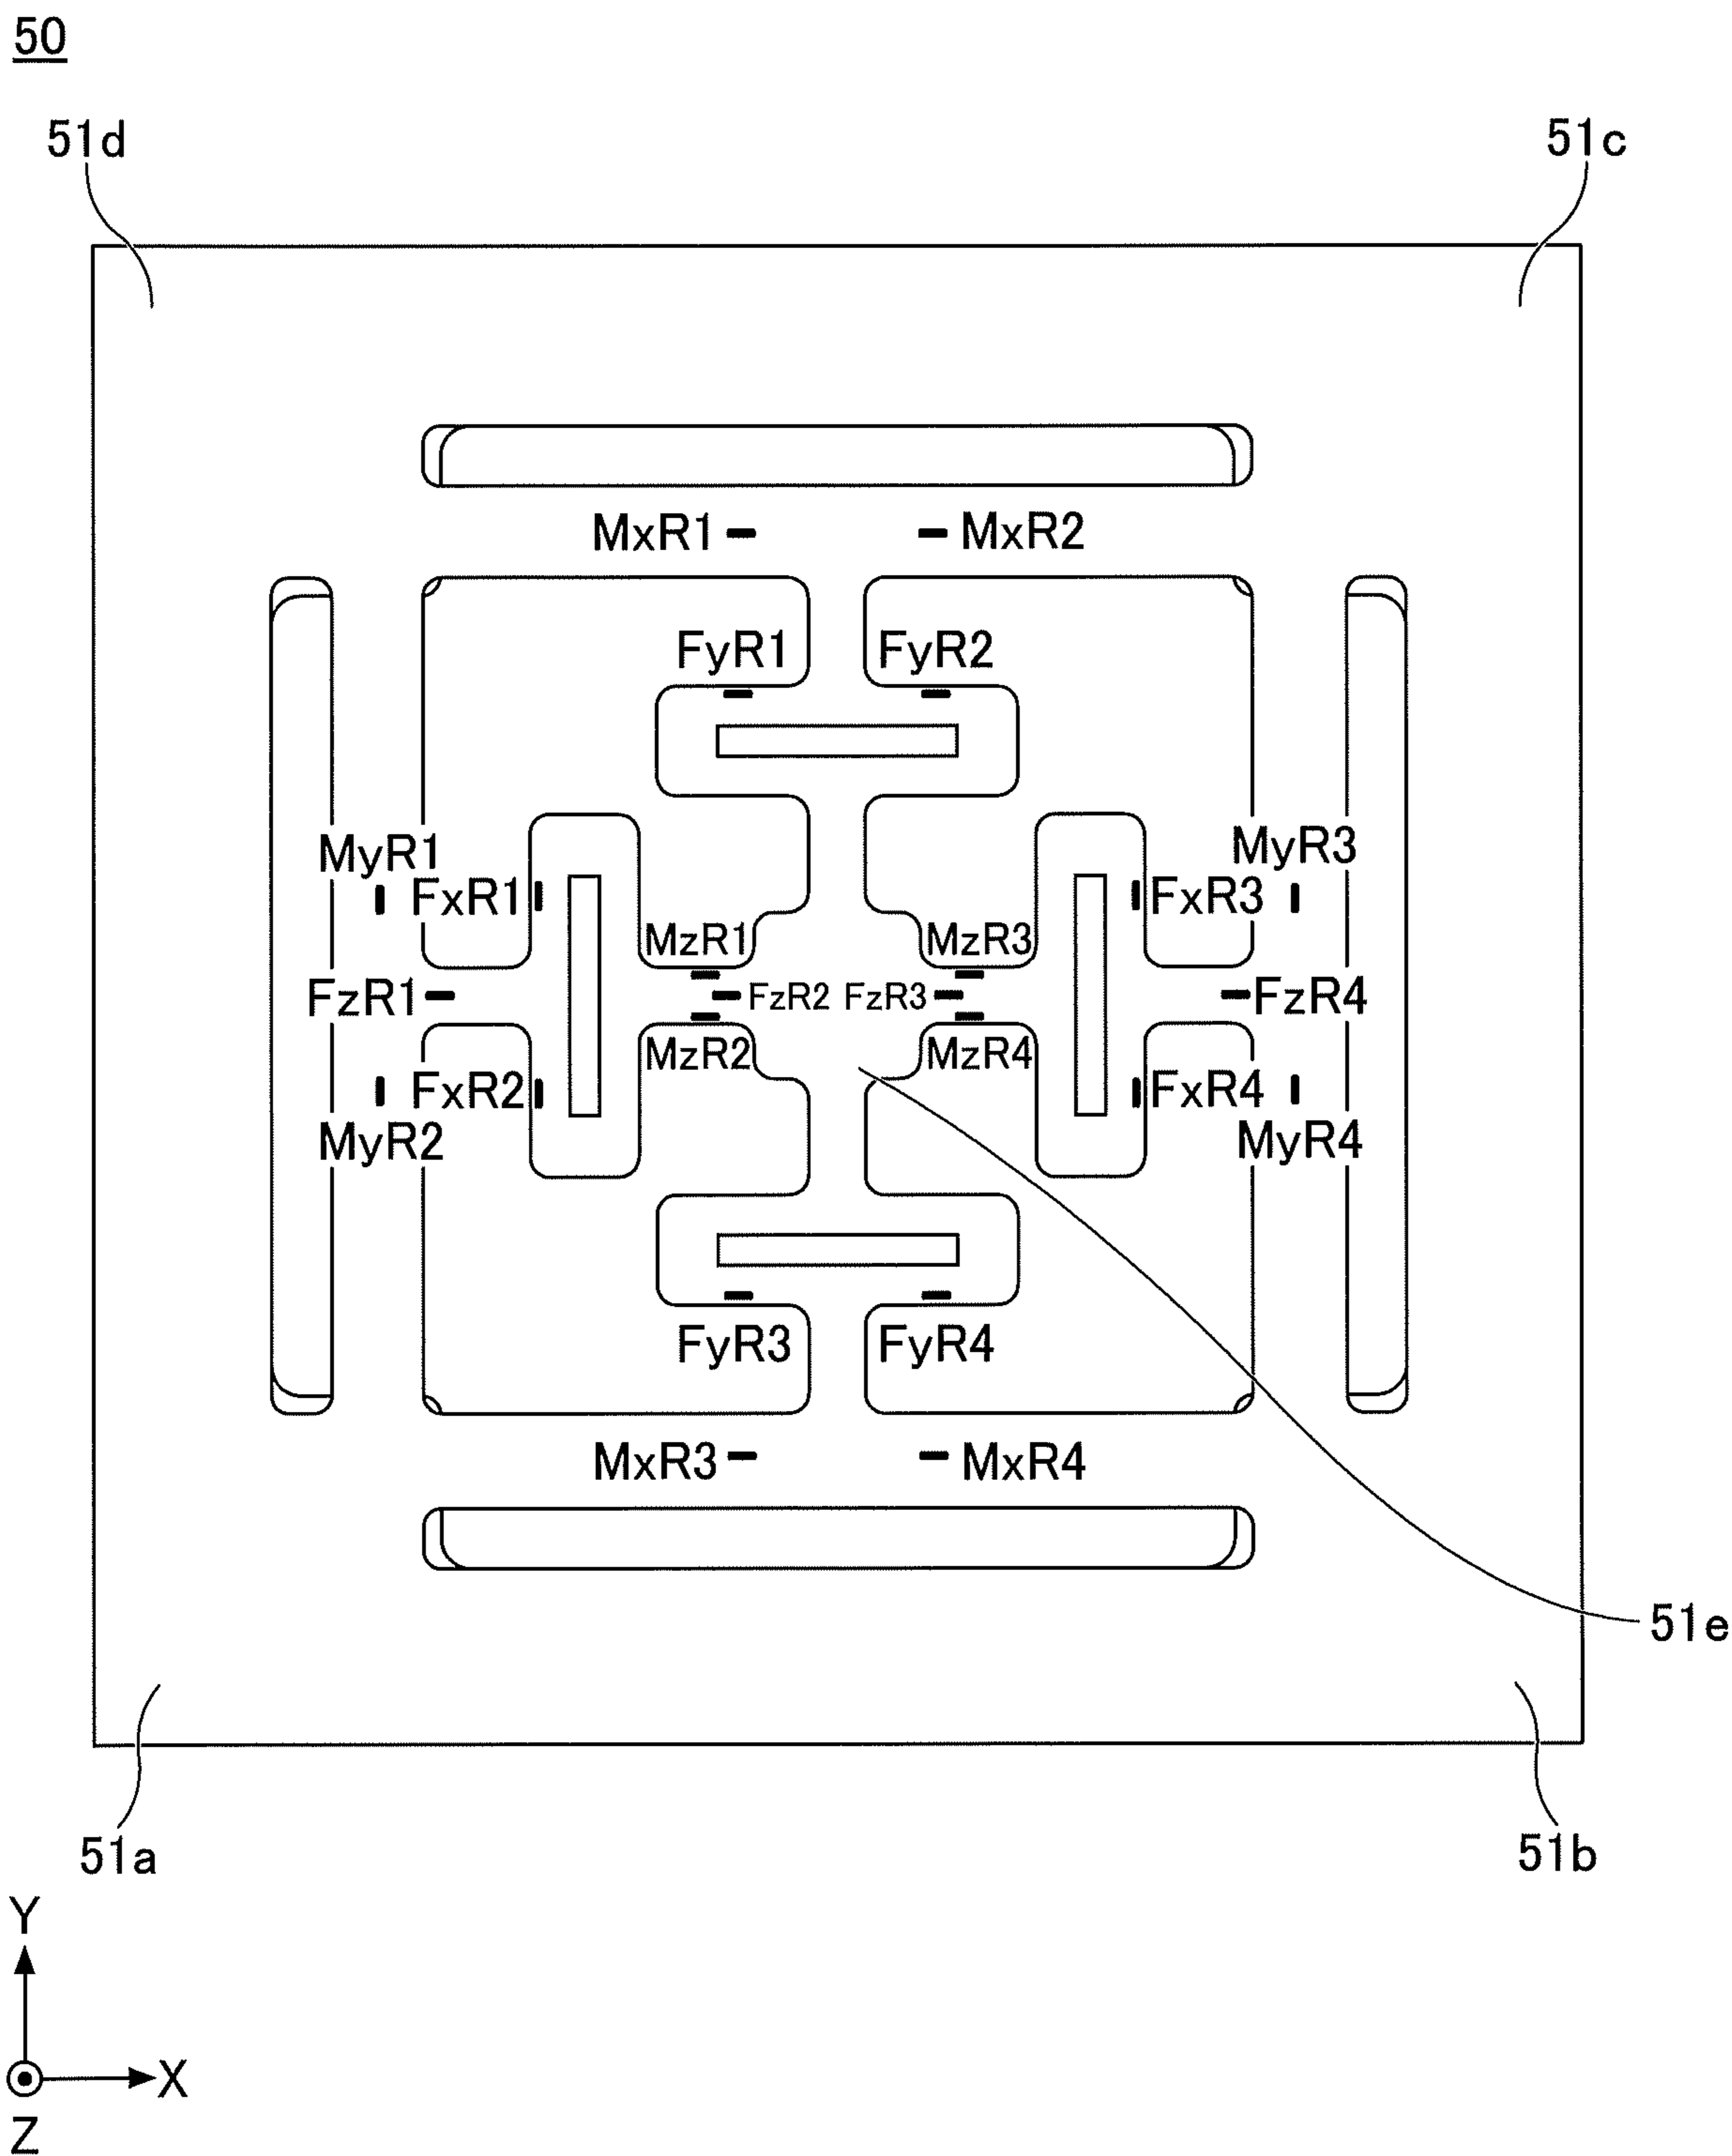 50
51d 51c
MxR1 MxR2
FyR1 FyR2
MyR1 MyR3
FxR1 FxR3
MzR1 MzR3
FzR1 FzR2 FzR3 FzR4
MzR2 MzR4
FxR2 FxR4
MyR2 MyR4
FyR3 FyR4
MxR3 MxR4
51e
51a 51b
Y
X
Z